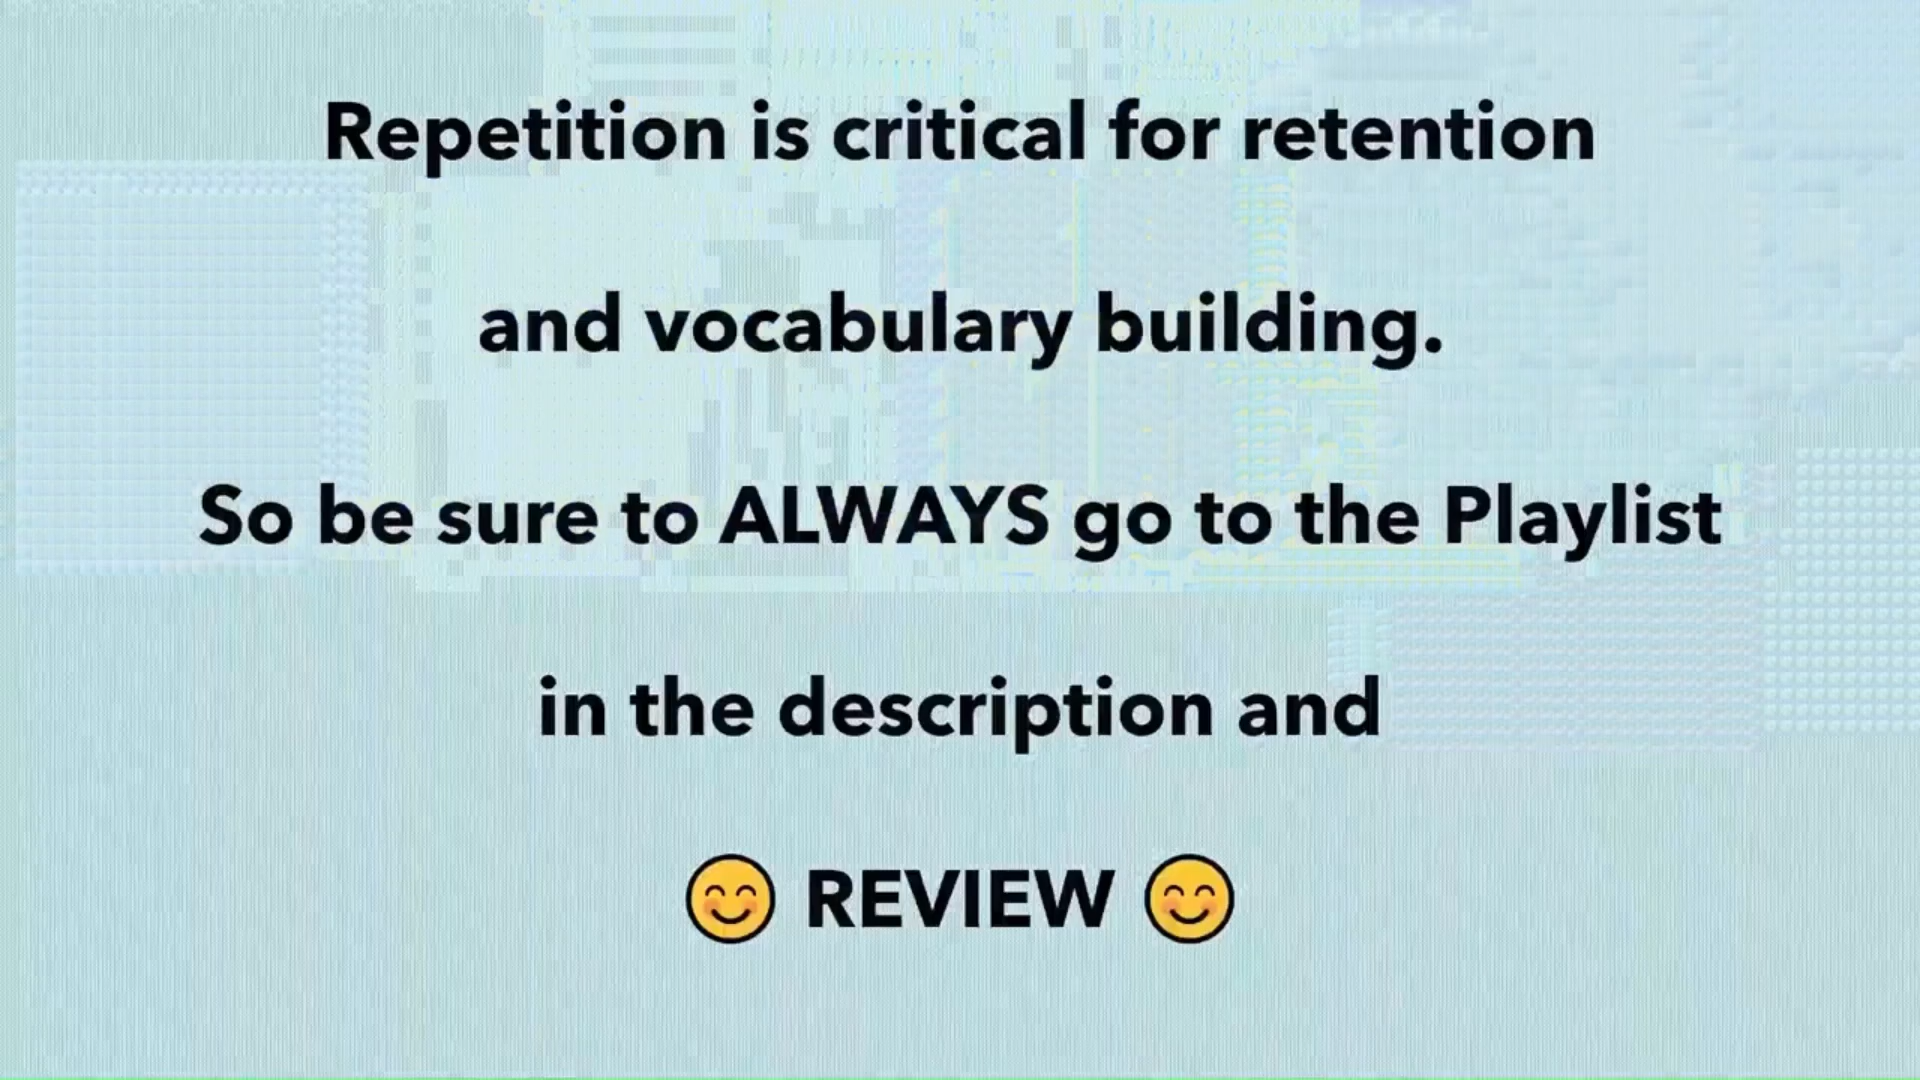 Repetition is critical for retention
and vocabulary building.
So be sure to ALWAYS go to the Playlist
in the description and
😊 REVIEW 😊